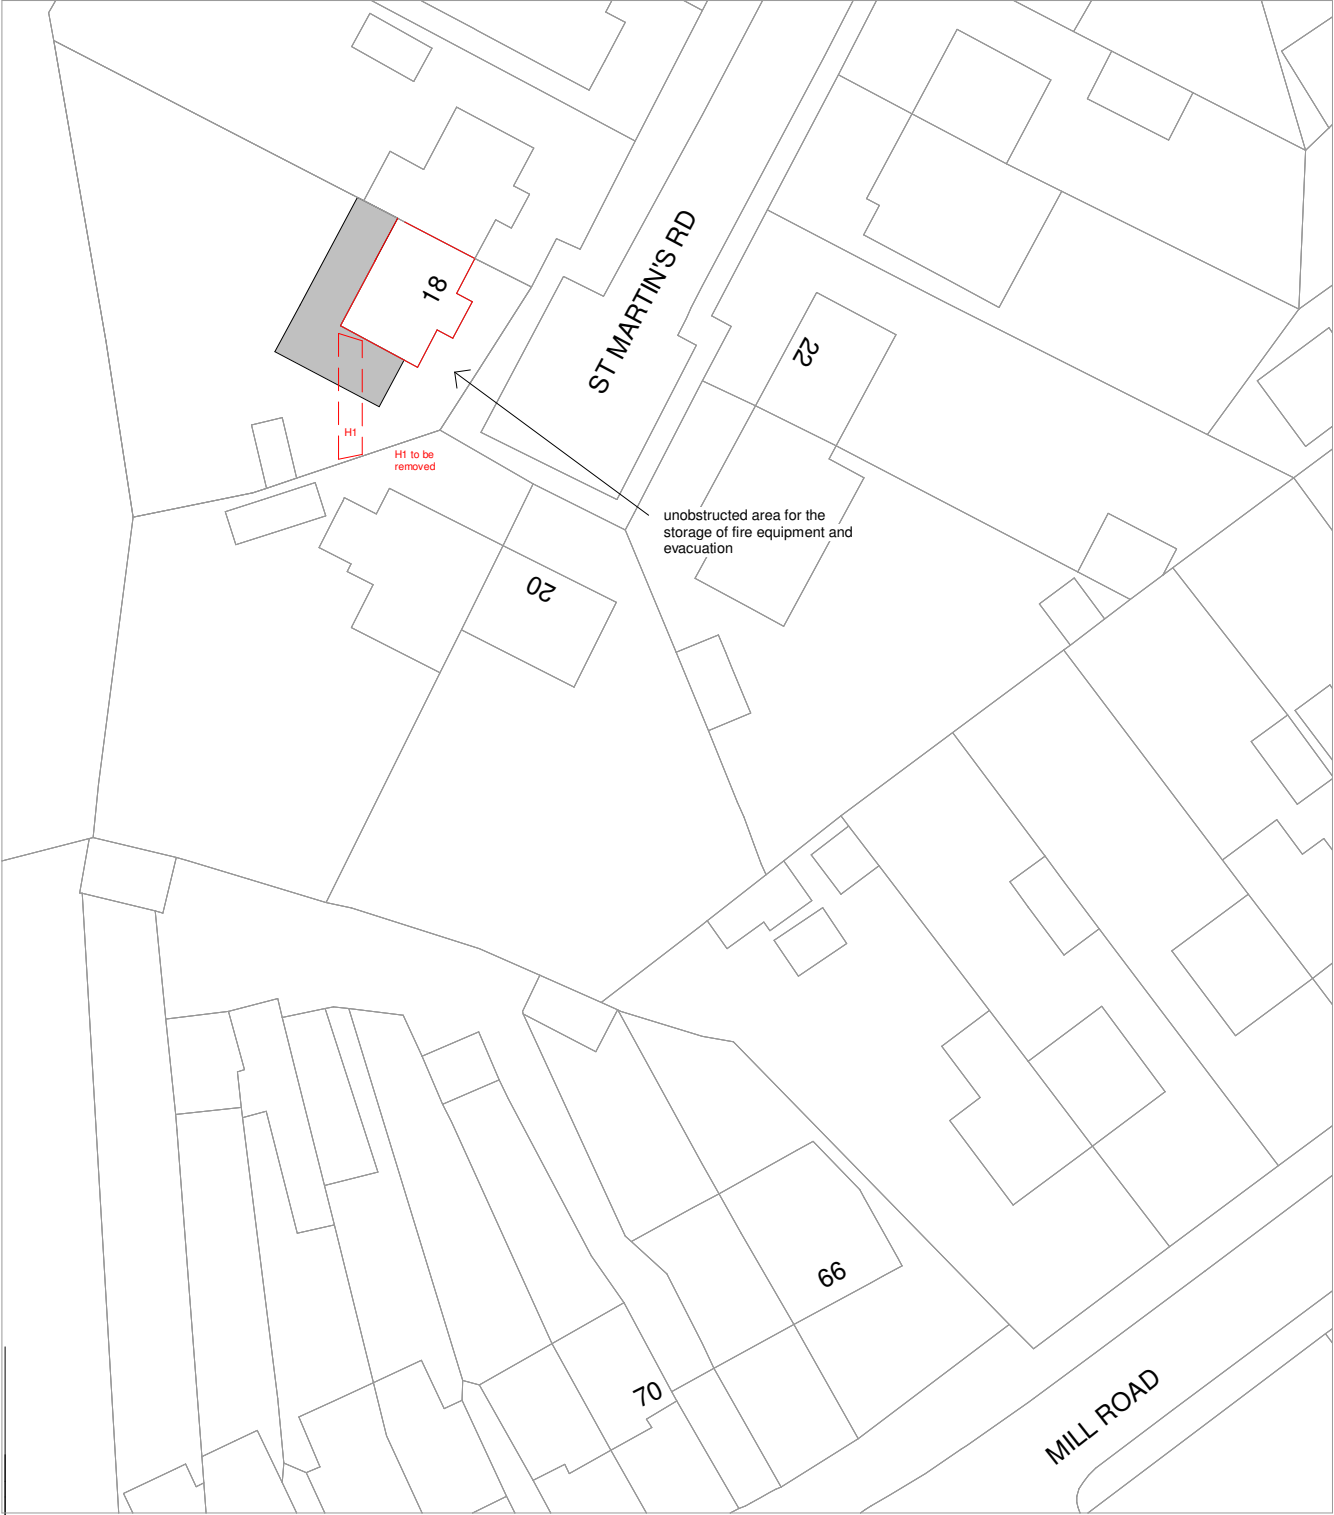 18
ST MARTIN'S RD
22
H1
H1 to be
removed
unobstructed area for the
storage of fire equipment and
evacuation
20
66
70
MILL ROAD